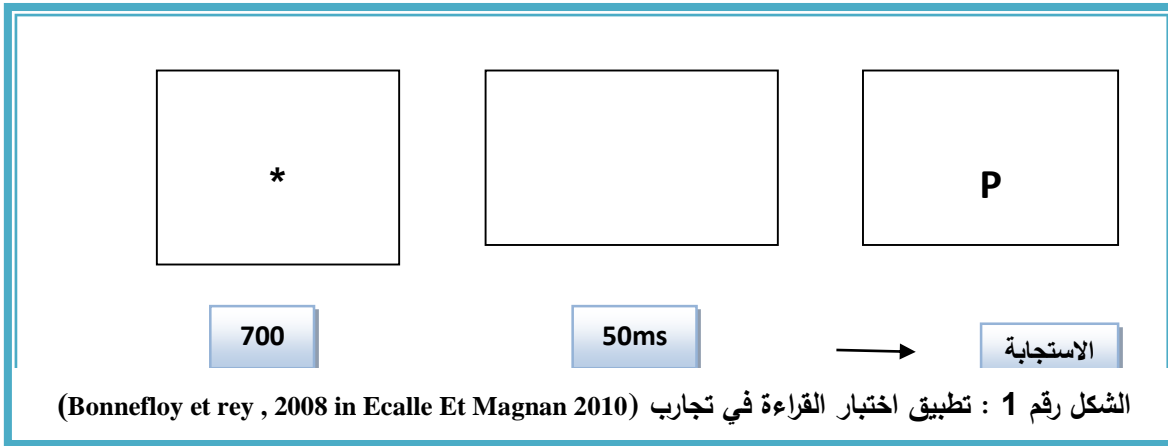 *
P
700
50ms
الاستجابة
الشكل رقم 1 : تطبيق اختبار القراءة في تجارب (Bonnefloy et rey , 2008 in Ecalle Et Magnan 2010)